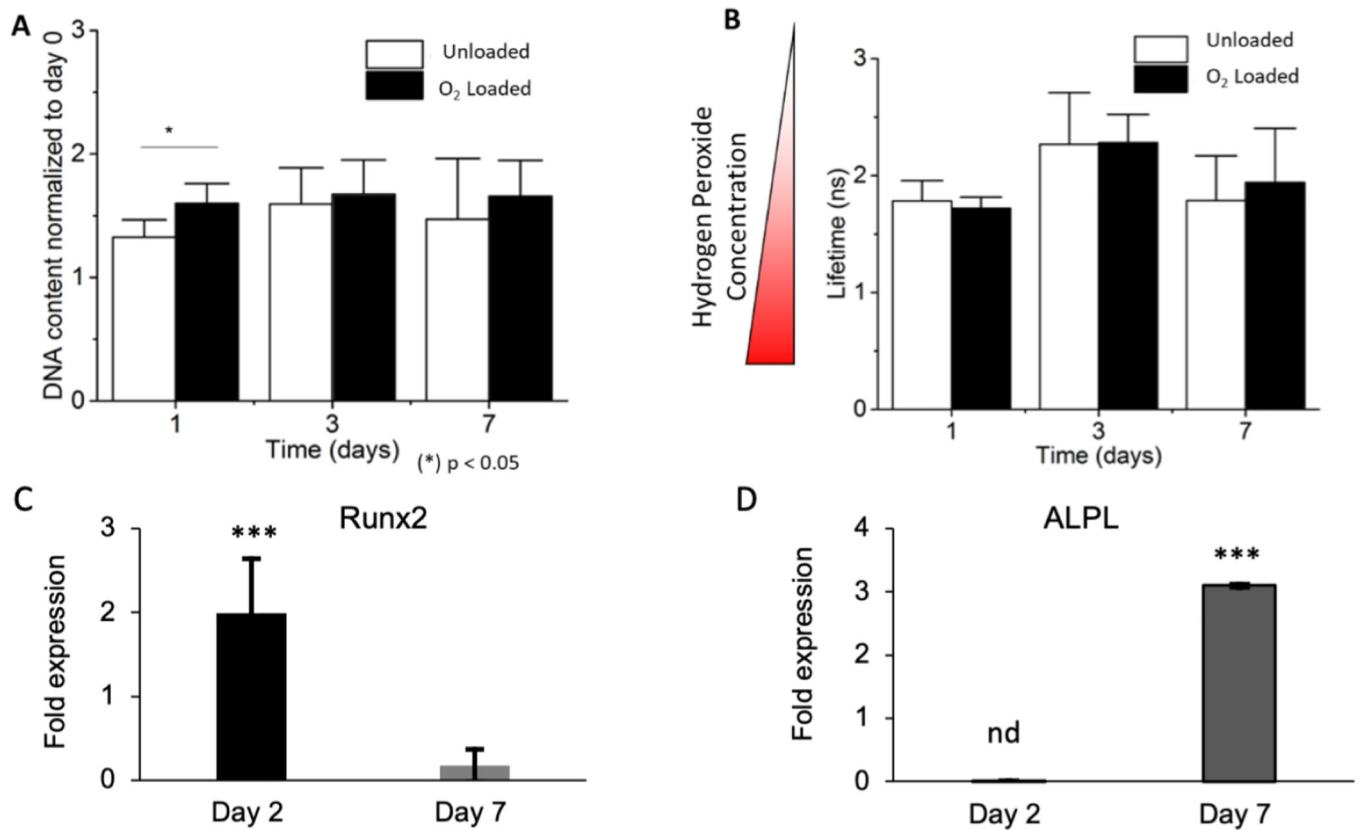 A
DNA content normalized to day 0
3
2
1
0
Unloaded
O₂ Loaded
*
1 3 7
Time (days)
(*) p < 0.05
B
Hydrogen Peroxide
Concentration
Lifetime (ns)
3
2
1
0
Unloaded
O₂ Loaded
1 3 7
Time (days)
C
Runx2
Fold expression
3
2
1
0
***
Day 2 Day 7
D
ALPL
Fold expression
4
3
2
1
0
nd
***
Day 2 Day 7